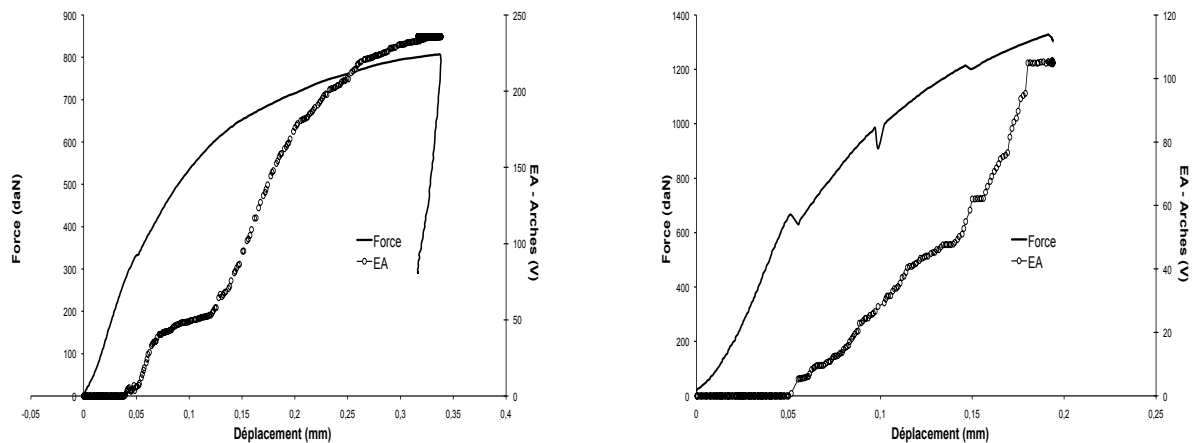 900
800
700
600
500
400
300
200
100
0
Force (daN)
250
200
150
100
50
0
EA - Arches (V)
Force
EA
-0,05 0 0,05 0,1 0,15 0,2 0,25 0,3 0,35 0,4
Déplacement (mm)
1400
1200
1000
800
600
400
200
0
Force (daN)
120
100
80
60
40
20
0
EA - Arches (V)
Force
EA
0 0,05 0,1 0,15 0,2 0,25
Déplacement (mm)